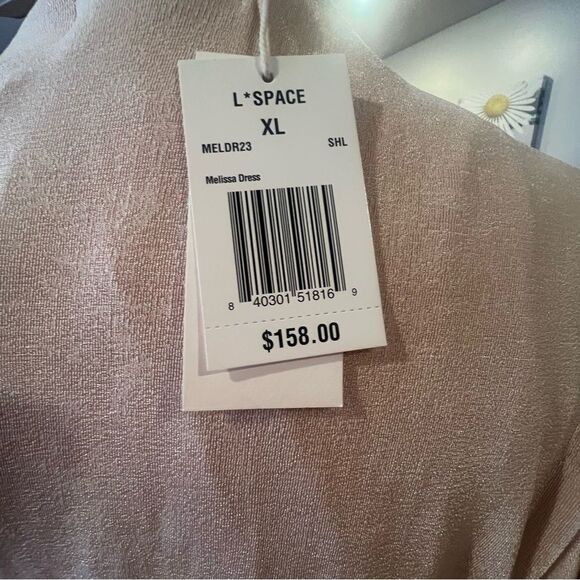 L*SPACE
XL
MELDR23 SHL
Melissa Dress
8 40301 51816 9
$158.00